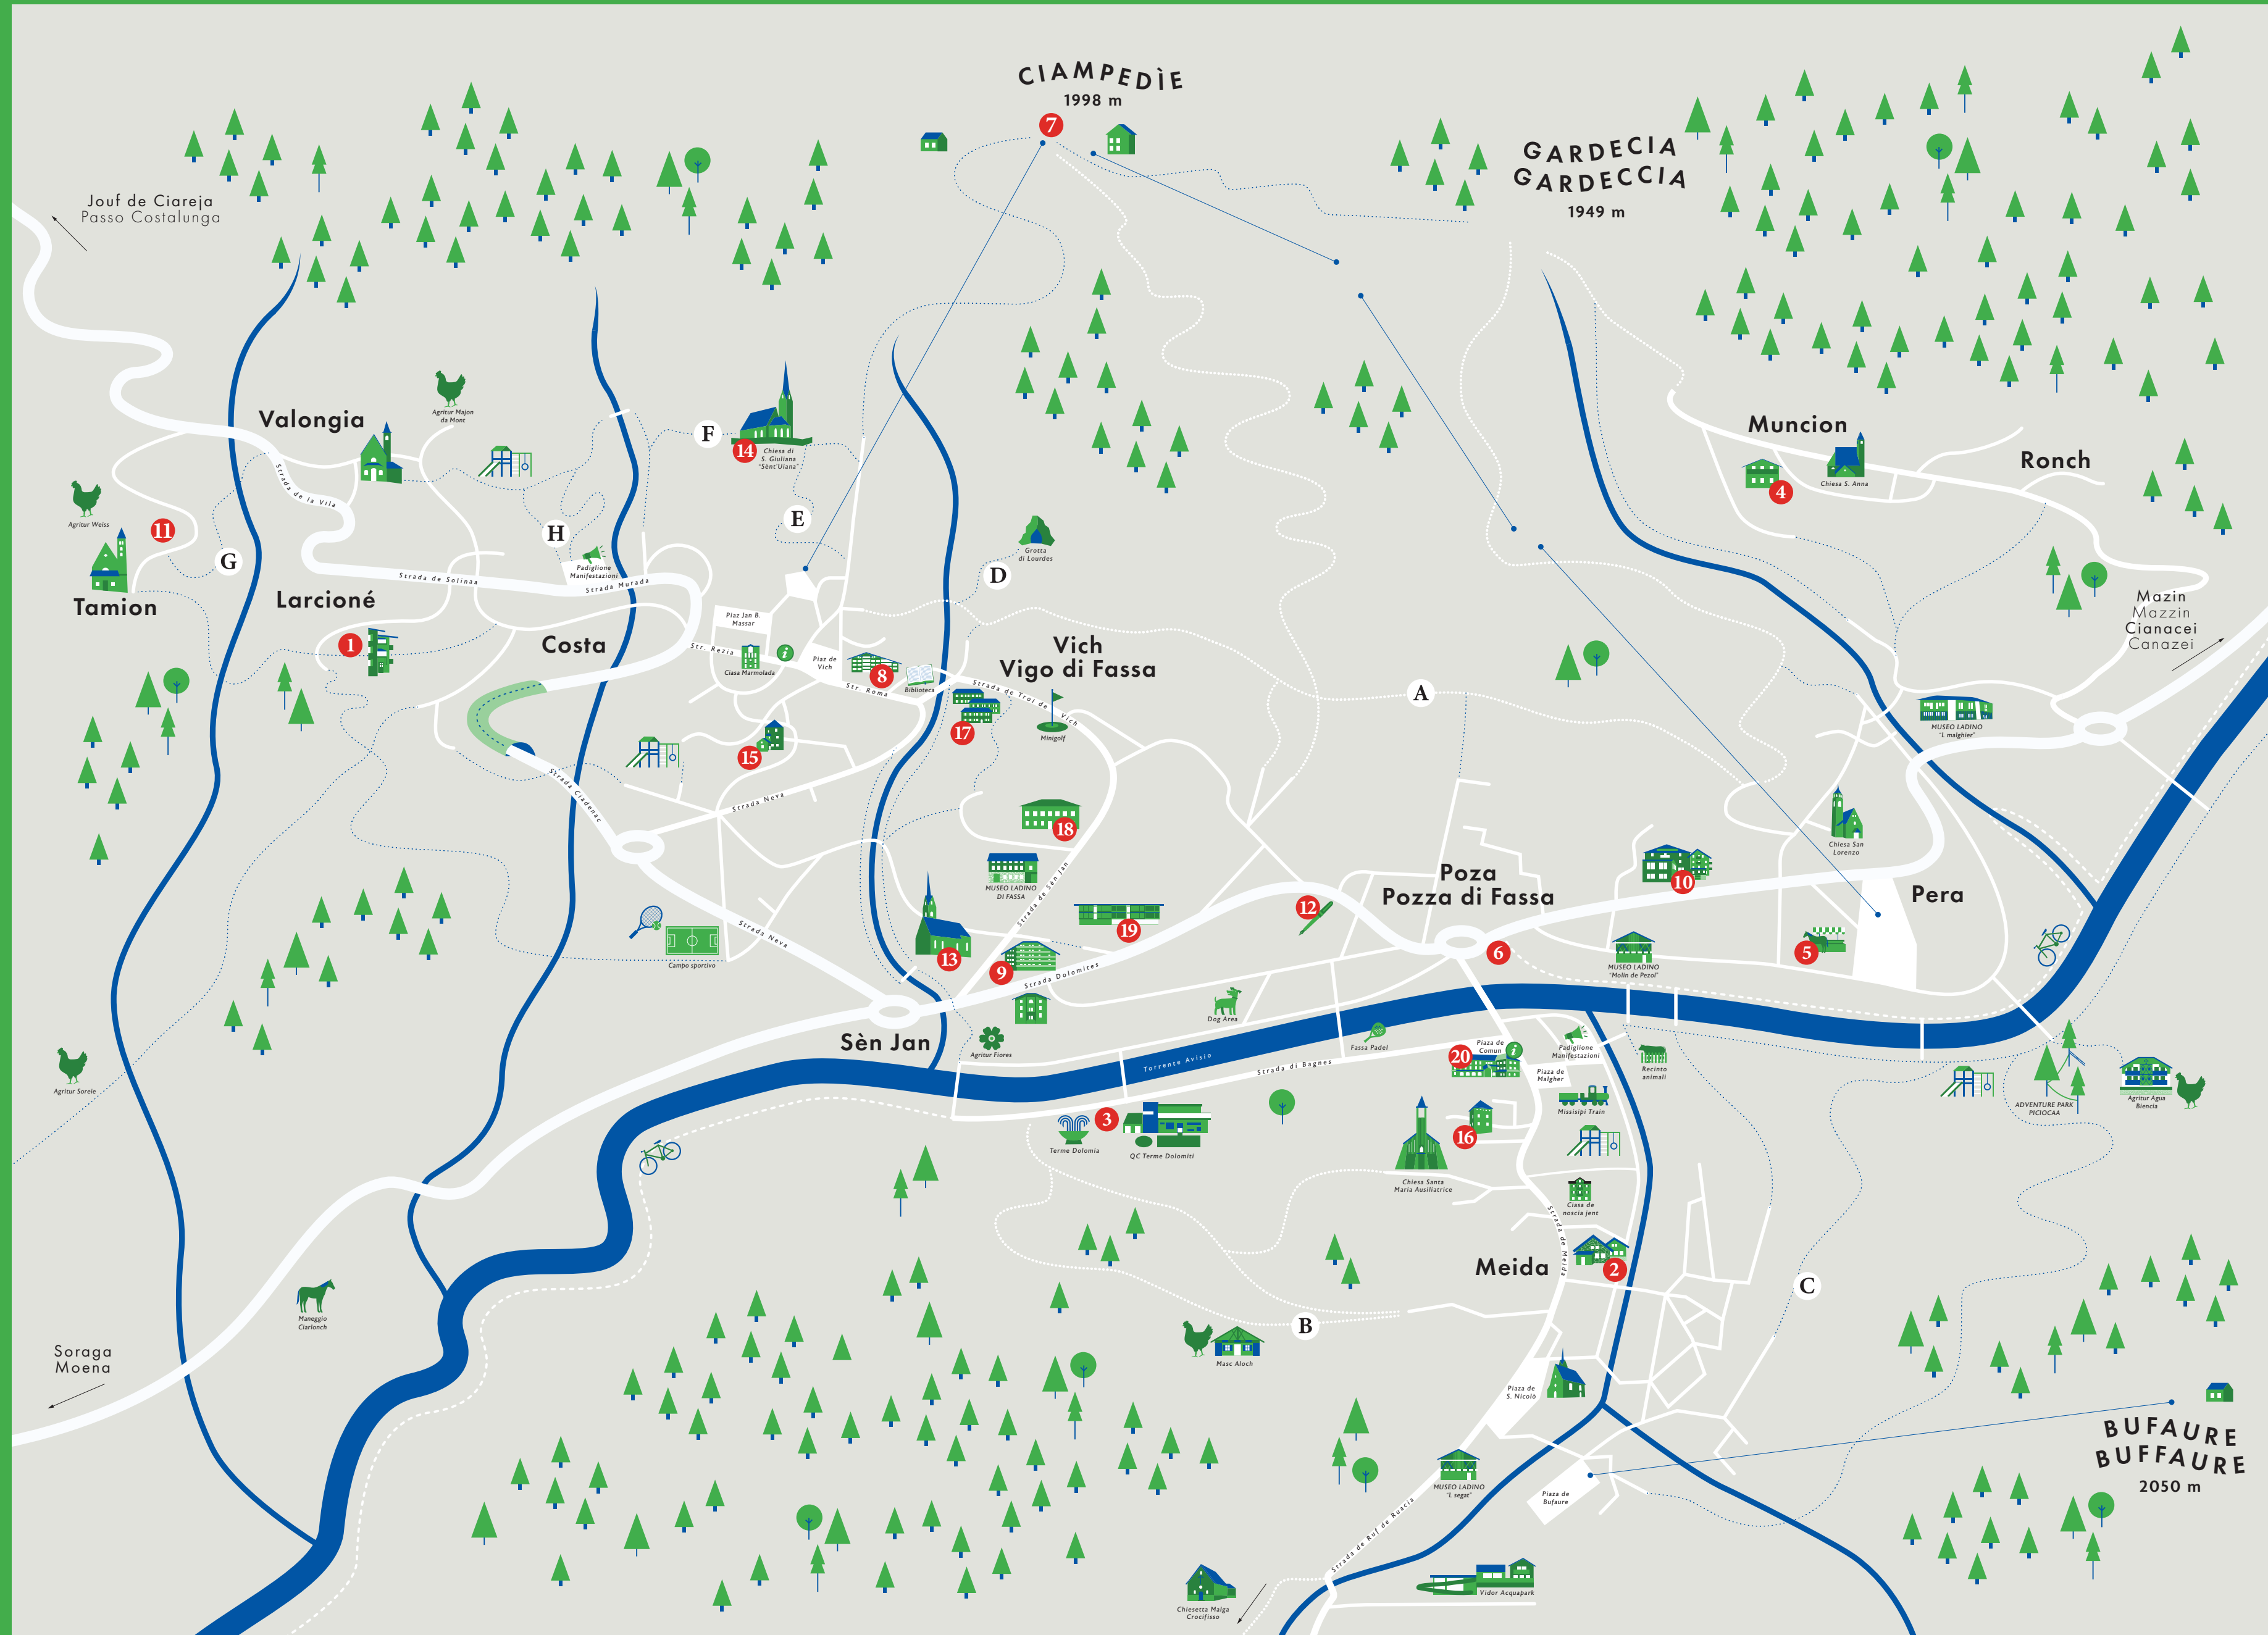 CIAMPEDÌE
1998 m
7
GARDECIA
GARDECCIA
1949 m
Jouf de Ciareja
Passo Costalunga
Valongia
Agritur Majon
da Mont
F
14
Chiesa di
S. Giuliana
"Sènt'Uiana"
Muncion
4
Chiesa S. Anna
Ronch
Strada de la Vila
Agritur Weiss
11
G
H
E
Padiglione
Manifestazioni
Grotta
di Lourdes
D
Tamion
Larcioné
Strada de Solinaa
Strada Murada
Mazin
Mazzin
Cianacei
Canazei
1
Costa
Piaz Jan B.
Massar
Str. Rezia
Ciasa Marmolada
i
Piaz de
Vich
8
Str. Roma
Biblioteca
Vich
Vigo di Fassa
Strada de Troi de Vich
17
Minigolf
A
MUSEO LADINO
"L malghier"
15
Strada Ciadenac
Strada Neva
18
Chiesa San
Lorenzo
MUSEO LADINO
DI FASSA
Strada de Sèn Jan
Poza
Pozza di Fassa
10
Pera
Strada Neva
Campo sportivo
13
9
19
12
6
MUSEO LADINO
"Molin de Pezol"
5
Strada Dolomites
Sèn Jan
Agritur Fiores
Dog Area
Torrente Avisio
Fassa Padel
Strada di Bagnes
20
Piaza de
Comun
i
Padiglione
Manifestazioni
Piaza de
Malgher
Recinto
animali
Missisipi Train
ADVENTURE PARK
PICIOCAA
Agritur Agua
Biencia
Agritur Soreie
Terme Dolomia
3
QC Terme Dolomiti
16
Chiesa Santa
Maria Ausiliatrice
Ciasa de
noscia jent
Strada de Meida
Meida
2
C
Maneggio
Ciarlonch
Soraga
Moena
B
Masc Aloch
Piaza de
S. Nicolò
BUFAURE
BUFFAURE
2050 m
MUSEO LADINO
"L segat"
Piaza de
Bufaure
Strada de Ruf de Ruacia
Vidor Acquapark
Chiesetta Malga
Crocifisso